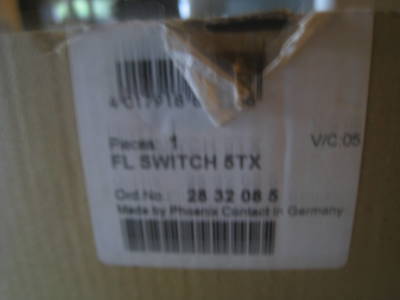 Pieces: 1
V/C:05
FL SWITCH 5TX
Ord.No.: 28 32 08 5
Made by Phoenix Contact in Germany